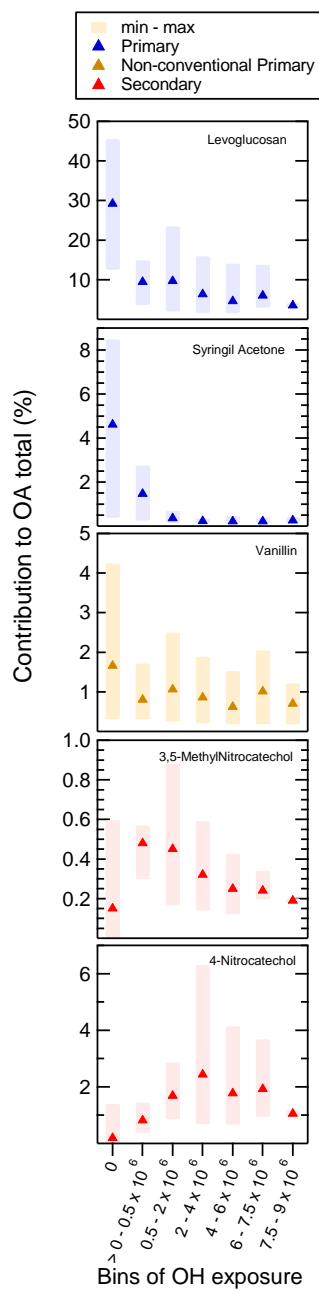 min - max
Primary
Non-conventional Primary
Secondary
Contribution to OA total (%)
50
40
30
20
10
Levoglucosan
8
6
4
2
Syringil Acetone
5
4
3
2
1
Vanillin
1.0
0.8
0.6
0.4
0.2
3,5-MethylNitrocatechol
6
4
2
4-Nitrocatechol
0
> 0 - 0.5 x 10 6
0.5 - 2 x 10 6
2 - 4 x 10 6
4 - 6 x 10 6
6 - 7.5 x 10 6
7.5 - 9 x 10 6
Bins of OH exposure